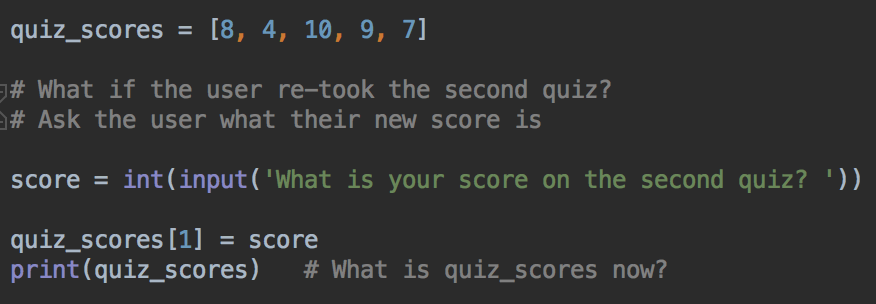 quiz_scores = [8, 4, 10, 9, 7]
# What if the user re-took the second quiz?
# Ask the user what their new score is
score = int(input('What is your score on the second quiz? '))
quiz_scores[1] = score
print(quiz_scores)   # What is quiz_scores now?